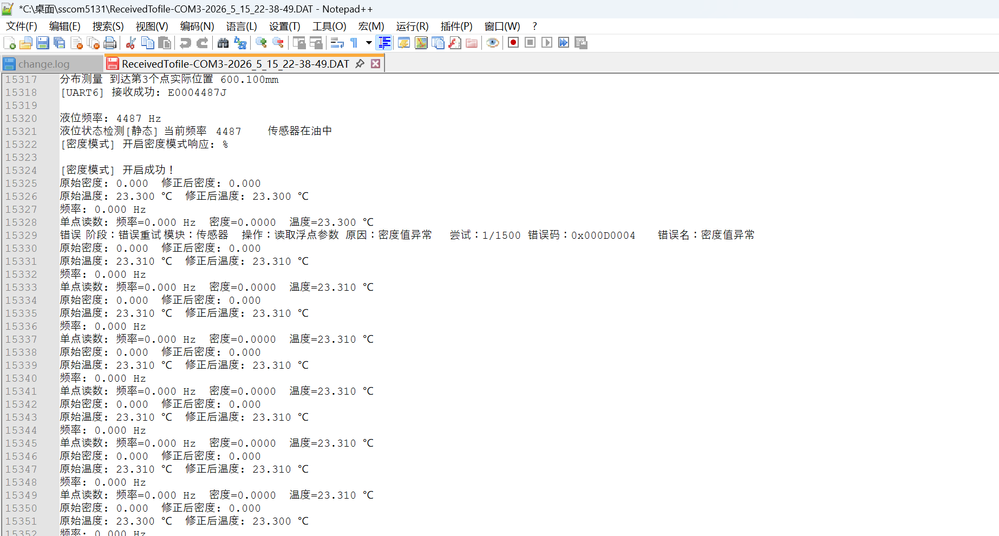 *C:\桌面\sscom5131\ReceivedTofile-COM3-2026_5_15_22-38-49.DAT - Notepad++
文件(F) 编辑(E) 搜索(S) 视图(V) 编码(N) 语言(L) 设置(T) 工具(O) 宏(M) 运行(R) 插件(P) 窗口(W) ?
change.log ReceivedTofile-COM3-2026_5_15_22-38-49.DAT
15317 分布测量 到达第3个点实际位置 600.100mm
15318 [UART6] 接收成功: E0004487J
15319
15320 液位频率: 4487 Hz
15321 液位状态检测[静态] 当前频率 4487 传感器在油中
15322 [密度模式] 开启密度模式响应: %
15323
15324 [密度模式] 开启成功!
15325 原始密度: 0.000 修正后密度: 0.000
15326 原始温度: 23.300 ℃ 修正后温度: 23.300 ℃
15327 频率: 0.000 Hz
15328 单点读数: 频率=0.000 Hz 密度=0.0000 温度=23.300 ℃
15329 错误 阶段:错误重试 模块:传感器 操作:读取浮点参数 原因:密度值异常 尝试:1/1500 错误码:0x000D0004 错误名:密度值异常
15330 原始密度: 0.000 修正后密度: 0.000
15331 原始温度: 23.310 ℃ 修正后温度: 23.310 ℃
15332 频率: 0.000 Hz
15333 单点读数: 频率=0.000 Hz 密度=0.0000 温度=23.310 ℃
15334 原始密度: 0.000 修正后密度: 0.000
15335 原始温度: 23.310 ℃ 修正后温度: 23.310 ℃
15336 频率: 0.000 Hz
15337 单点读数: 频率=0.000 Hz 密度=0.0000 温度=23.310 ℃
15338 原始密度: 0.000 修正后密度: 0.000
15339 原始温度: 23.310 ℃ 修正后温度: 23.310 ℃
15340 频率: 0.000 Hz
15341 单点读数: 频率=0.000 Hz 密度=0.0000 温度=23.310 ℃
15342 原始密度: 0.000 修正后密度: 0.000
15343 原始温度: 23.310 ℃ 修正后温度: 23.310 ℃
15344 频率: 0.000 Hz
15345 单点读数: 频率=0.000 Hz 密度=0.0000 温度=23.310 ℃
15346 原始密度: 0.000 修正后密度: 0.000
15347 原始温度: 23.310 ℃ 修正后温度: 23.310 ℃
15348 频率: 0.000 Hz
15349 单点读数: 频率=0.000 Hz 密度=0.0000 温度=23.310 ℃
15350 原始密度: 0.000 修正后密度: 0.000
15351 原始温度: 23.300 ℃ 修正后温度: 23.300 ℃
15352 频率: 0.000 Hz